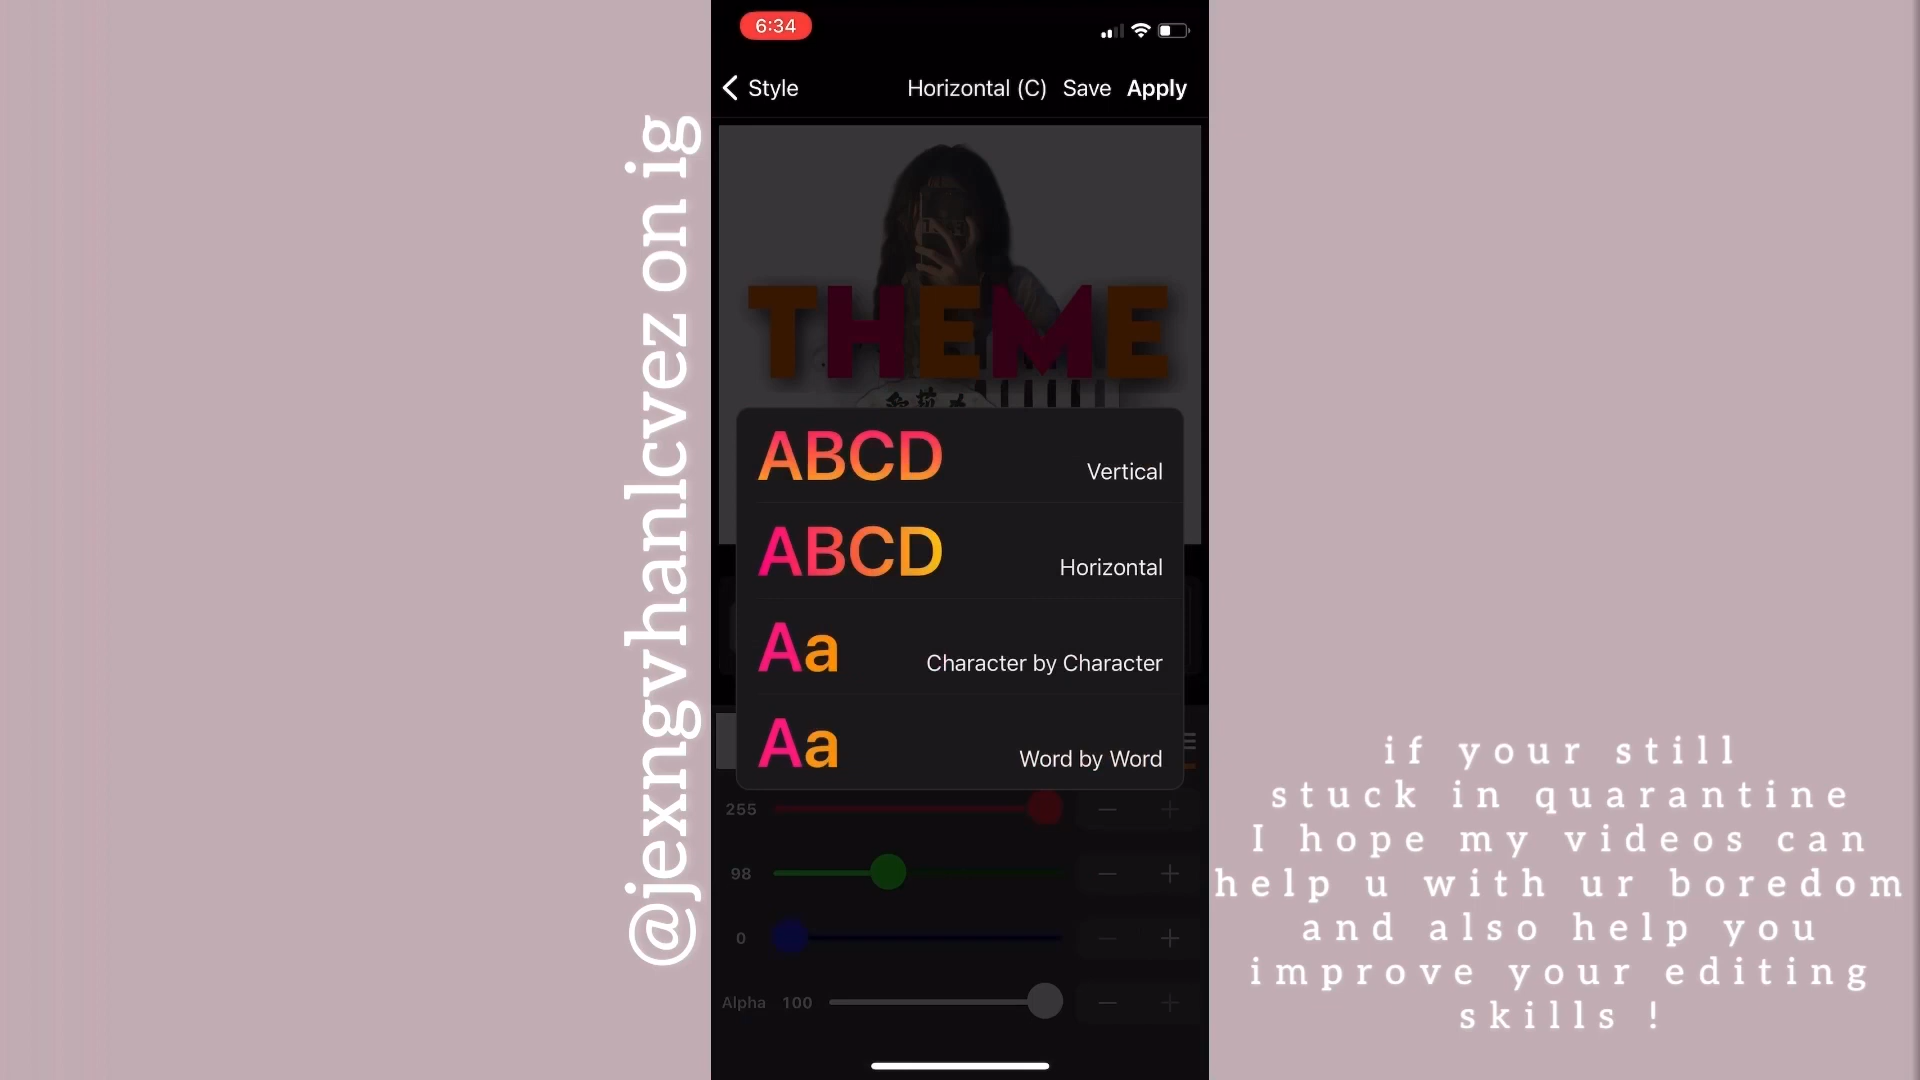 @jexngvhanlcvez on ig
6:34
Style
Horizontal (C) Save Apply
THEME
ABCD Vertical
ABCD Horizontal
Aa Character by Character
Aa Word by Word
255
98
0
Alpha 100
if your still
stuck in quarantine
I hope my videos can
help u with ur boredom
and also help you
improve your editing
skills !